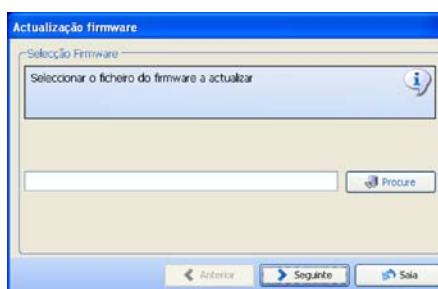 Actualização firmware
Selecção Firmware
Seleccionar o ficheiro do firmware a actualizar
Procure
Anterior
Seguinte
Saia